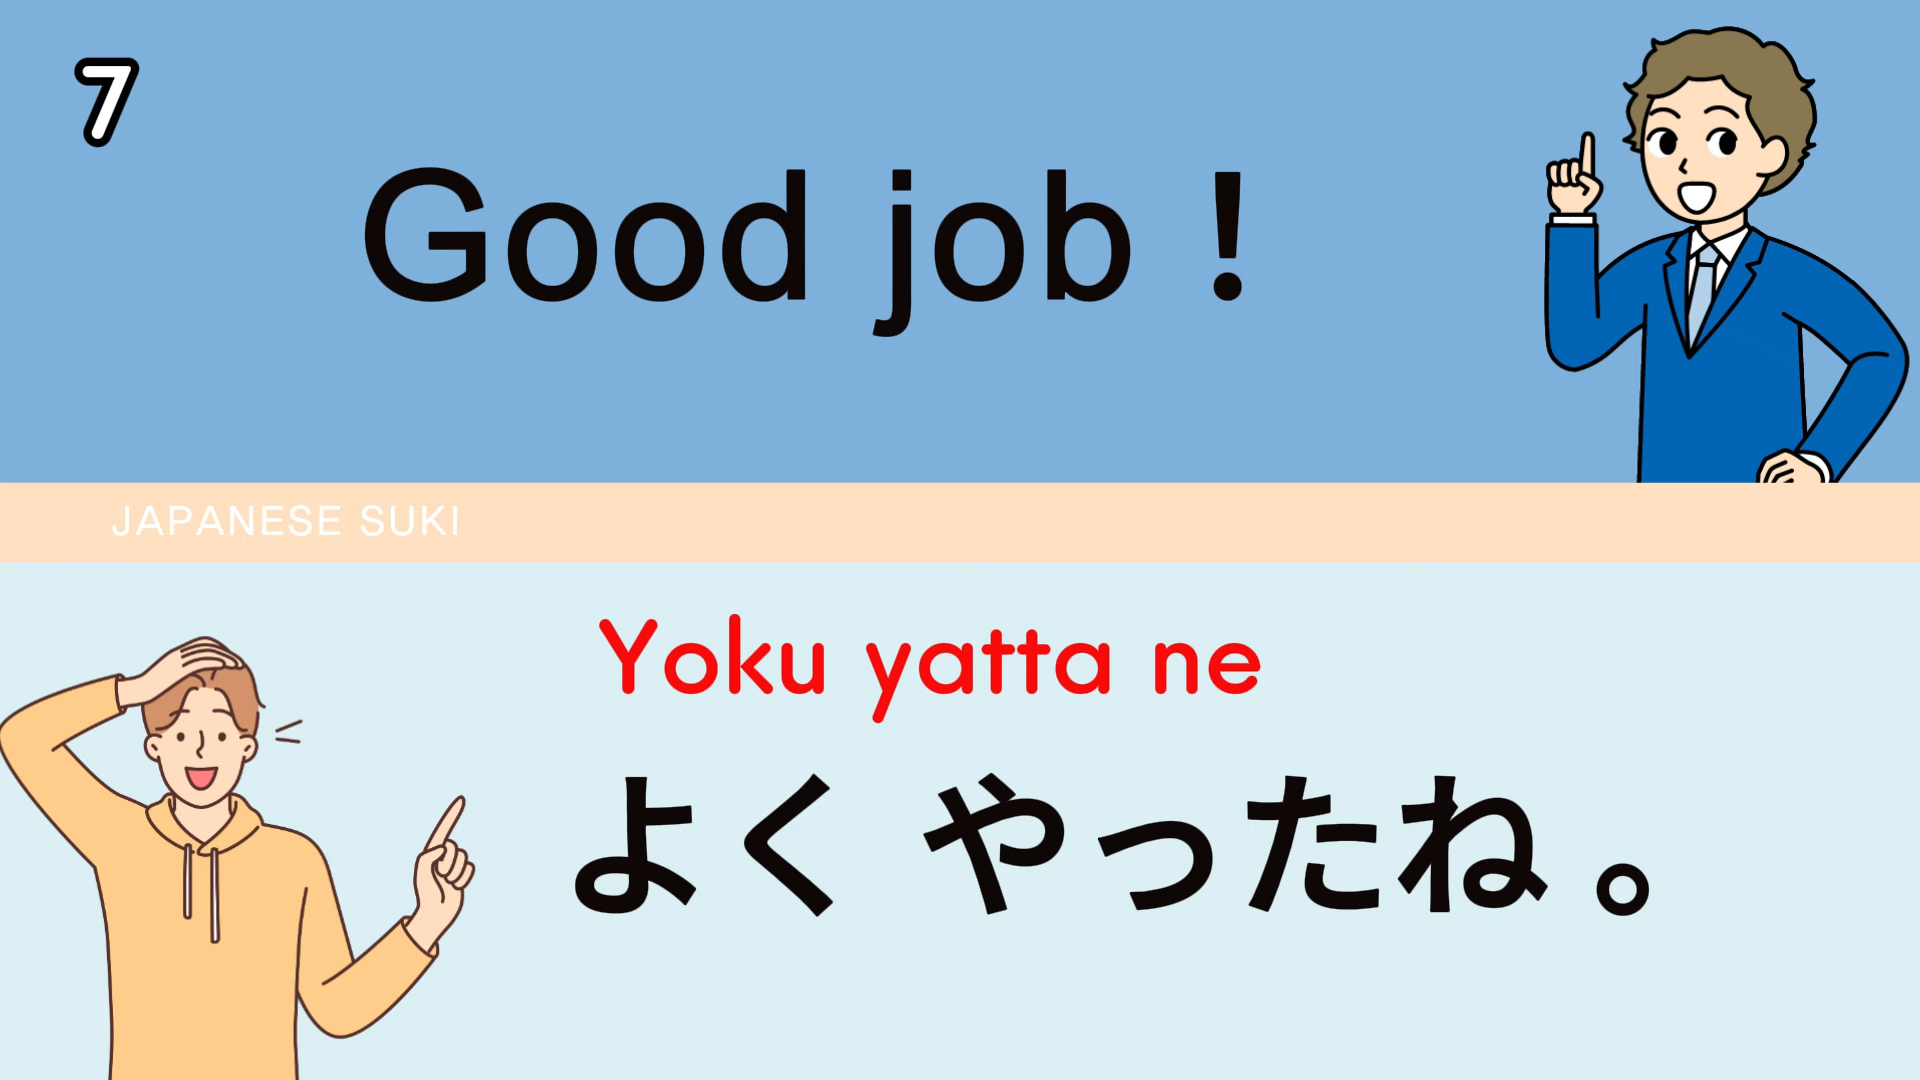 7
Good job !
JAPANESE SUKI
Yoku yatta ne
よく やったね。